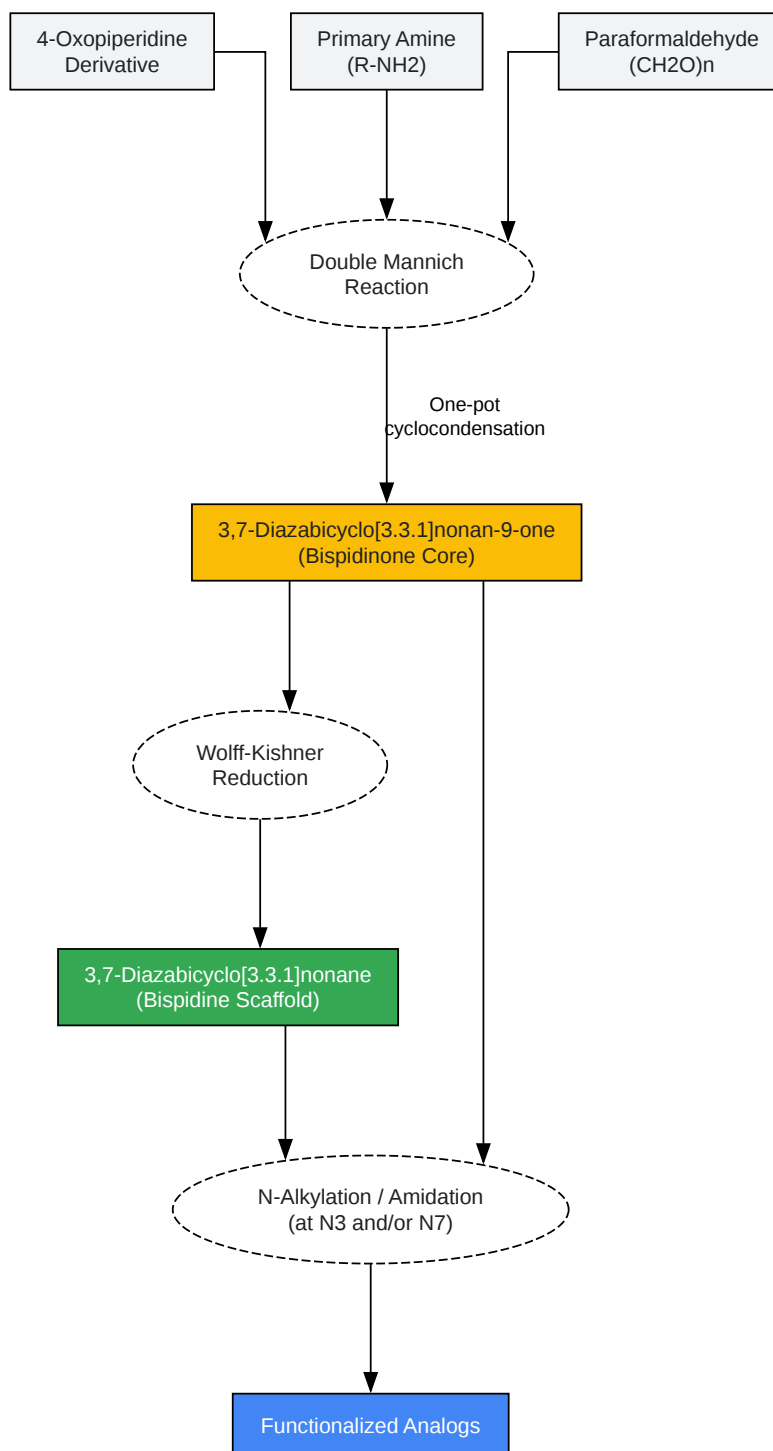 4-Oxopiperidine
Derivative
Primary Amine
(R-NH2)
Paraformaldehyde
(CH2O)n
Double Mannich
Reaction
One-pot
cyclocondensation
3,7-Diazabicyclo[3.3.1]nonan-9-one
(Bispidinone Core)
Wolff-Kishner
Reduction
3,7-Diazabicyclo[3.3.1]nonane
(Bispidine Scaffold)
N-Alkylation / Amidation
(at N3 and/or N7)
Functionalized Analogs